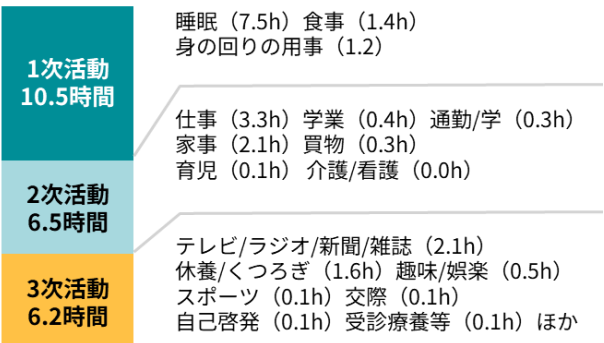 睡眠（7.5h）食事（1.4h）
身の回りの用事（1.2）
1次活動
10.5時間
仕事（3.3h）学業（0.4h）通勤/学（0.3h）
家事（2.1h）買物（0.3h）
育児（0.1h） 介護/看護（0.0h）
2次活動
6.5時間
テレビ/ラジオ/新聞/雑誌（2.1h）
休養/くつろぎ（1.6h）趣味/娯楽（0.5h）
スポーツ（0.1h）交際（0.1h）
自己啓発（0.1h）受診療養等（0.1h）ほか
3次活動
6.2時間